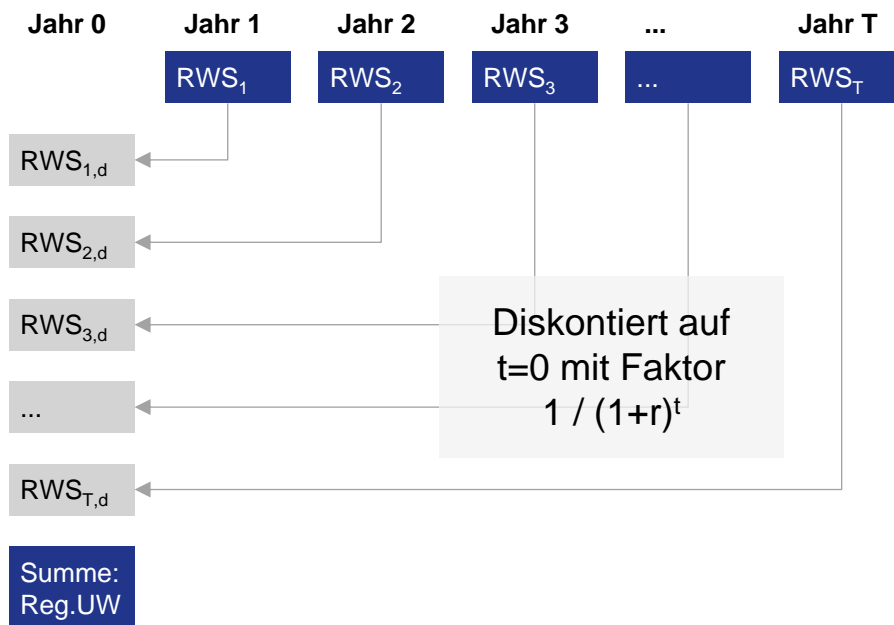 Jahr 0 Jahr 1 Jahr 2 Jahr 3 ... Jahr T
RWS1 RWS2 RWS3 ... RWST
RWS1,d
RWS2,d
RWS3,d
...
RWST,d
Diskontiert auf
t=0 mit Faktor
1 / (1+r)t
Summe:
Reg.UW